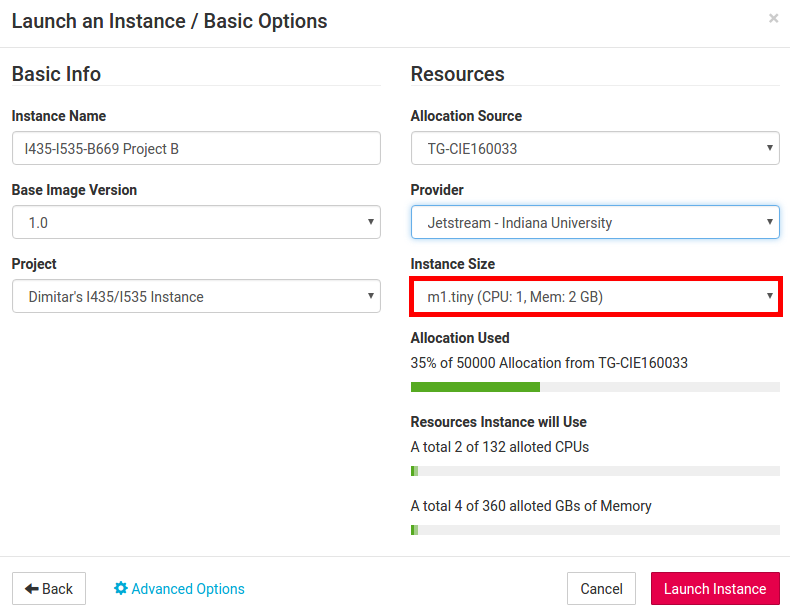 Launch an Instance / Basic Options
×
Basic Info
Instance Name
I435-I535-B669 Project B
Base Image Version
1.0
Project
Dimitar's I435/I535 Instance
Resources
Allocation Source
TG-CIE160033
Provider
Jetstream - Indiana University
Instance Size
m1.tiny (CPU: 1, Mem: 2 GB)
Allocation Used
35% of 50000 Allocation from TG-CIE160033
Resources Instance will Use
A total 2 of 132 alloted CPUs
A total 4 of 360 alloted GBs of Memory
Back
Advanced Options
Cancel
Launch Instance